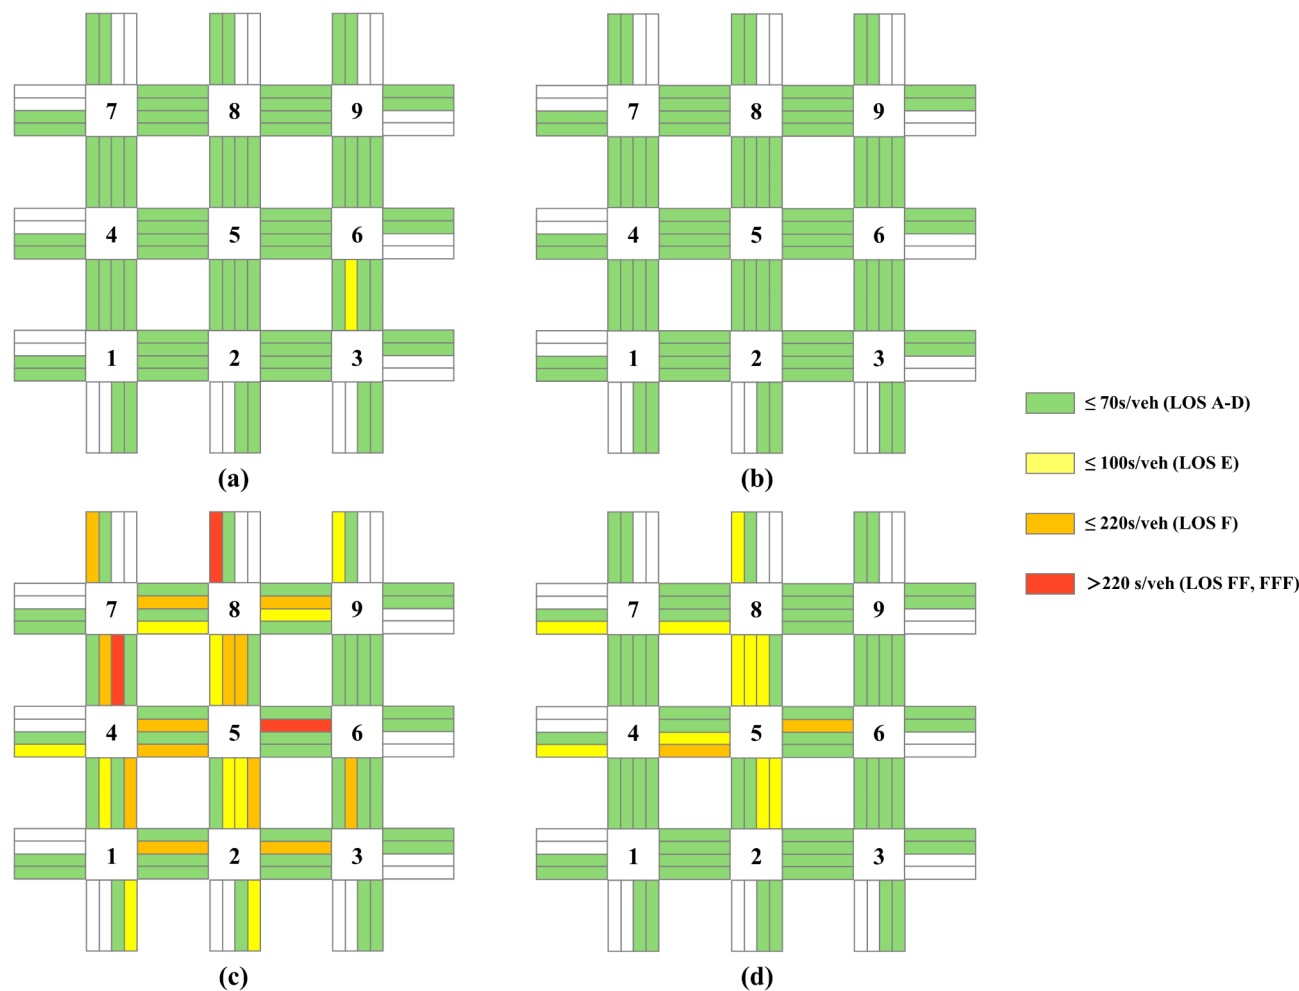 7 8 9
4 5 6
1 2 3
(a)
7 8 9
4 5 6
1 2 3
(b)
≤ 70s/veh (LOS A-D)
≤ 100s/veh (LOS E)
≤ 220s/veh (LOS F)
>220 s/veh (LOS FF, FFF)
7 8 9
4 5 6
1 2 3
(c)
7 8 9
4 5 6
1 2 3
(d)